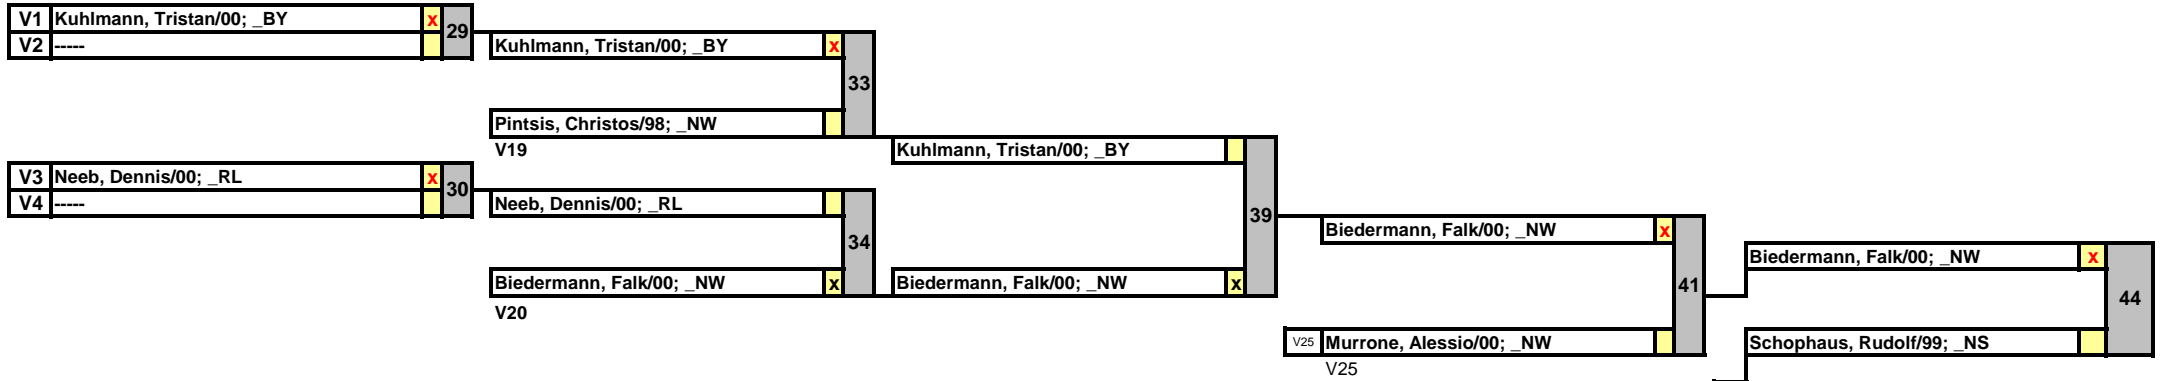 V1 Kuhlmann, Tristan/00; _BY x
V2 -----
29
Kuhlmann, Tristan/00; _BY x
33
Pintsis, Christos/98; _NW
V19
Kuhlmann, Tristan/00; _BY
V3 Neeb, Dennis/00; _RL x
V4 -----
30
Neeb, Dennis/00; _RL
34
Biedermann, Falk/00; _NW x
V20
Biedermann, Falk/00; _NW x
39
Biedermann, Falk/00; _NW x
41
V25 Murrone, Alessio/00; _NW
V25
Biedermann, Falk/00; _NW x
44
Schophaus, Rudolf/99; _NS